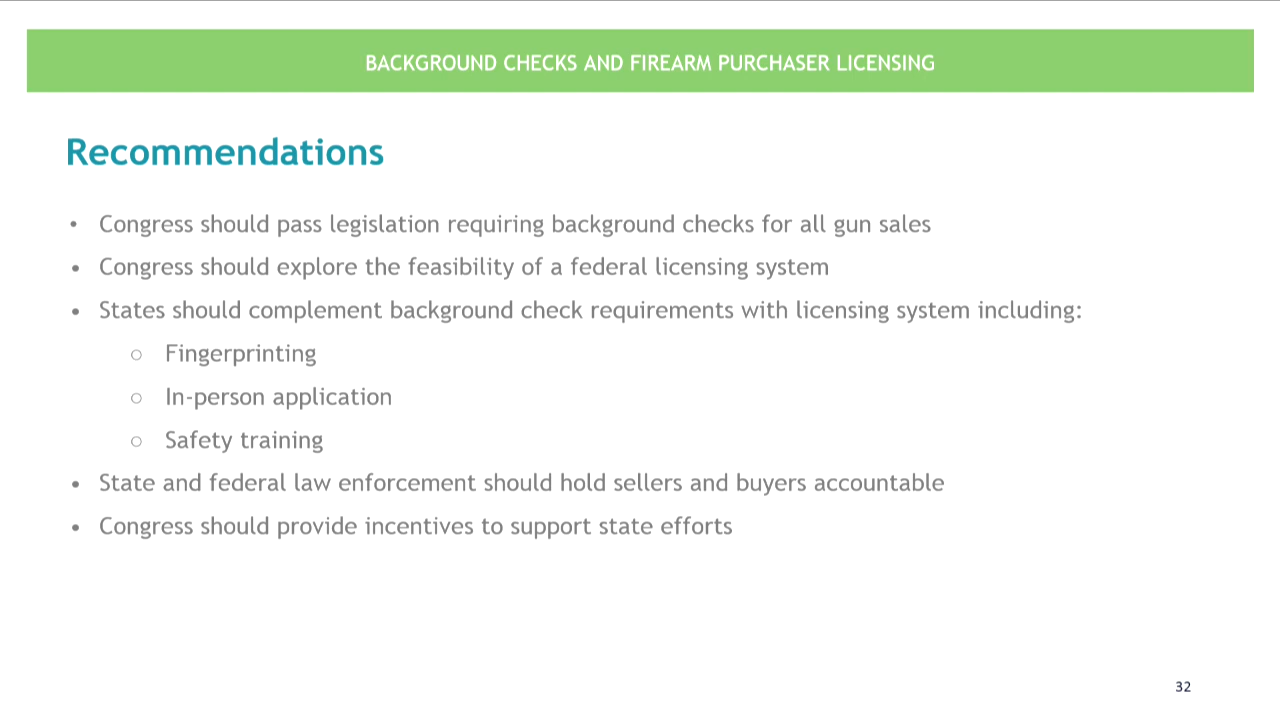 BACKGROUND CHECKS AND FIREARM PURCHASER LICENSING
Recommendations
• Congress should pass legislation requiring background checks for all gun sales
• Congress should explore the feasibility of a federal licensing system
• States should complement background check requirements with licensing system including:
○ Fingerprinting
○ In-person application
○ Safety training
• State and federal law enforcement should hold sellers and buyers accountable
• Congress should provide incentives to support state efforts
32